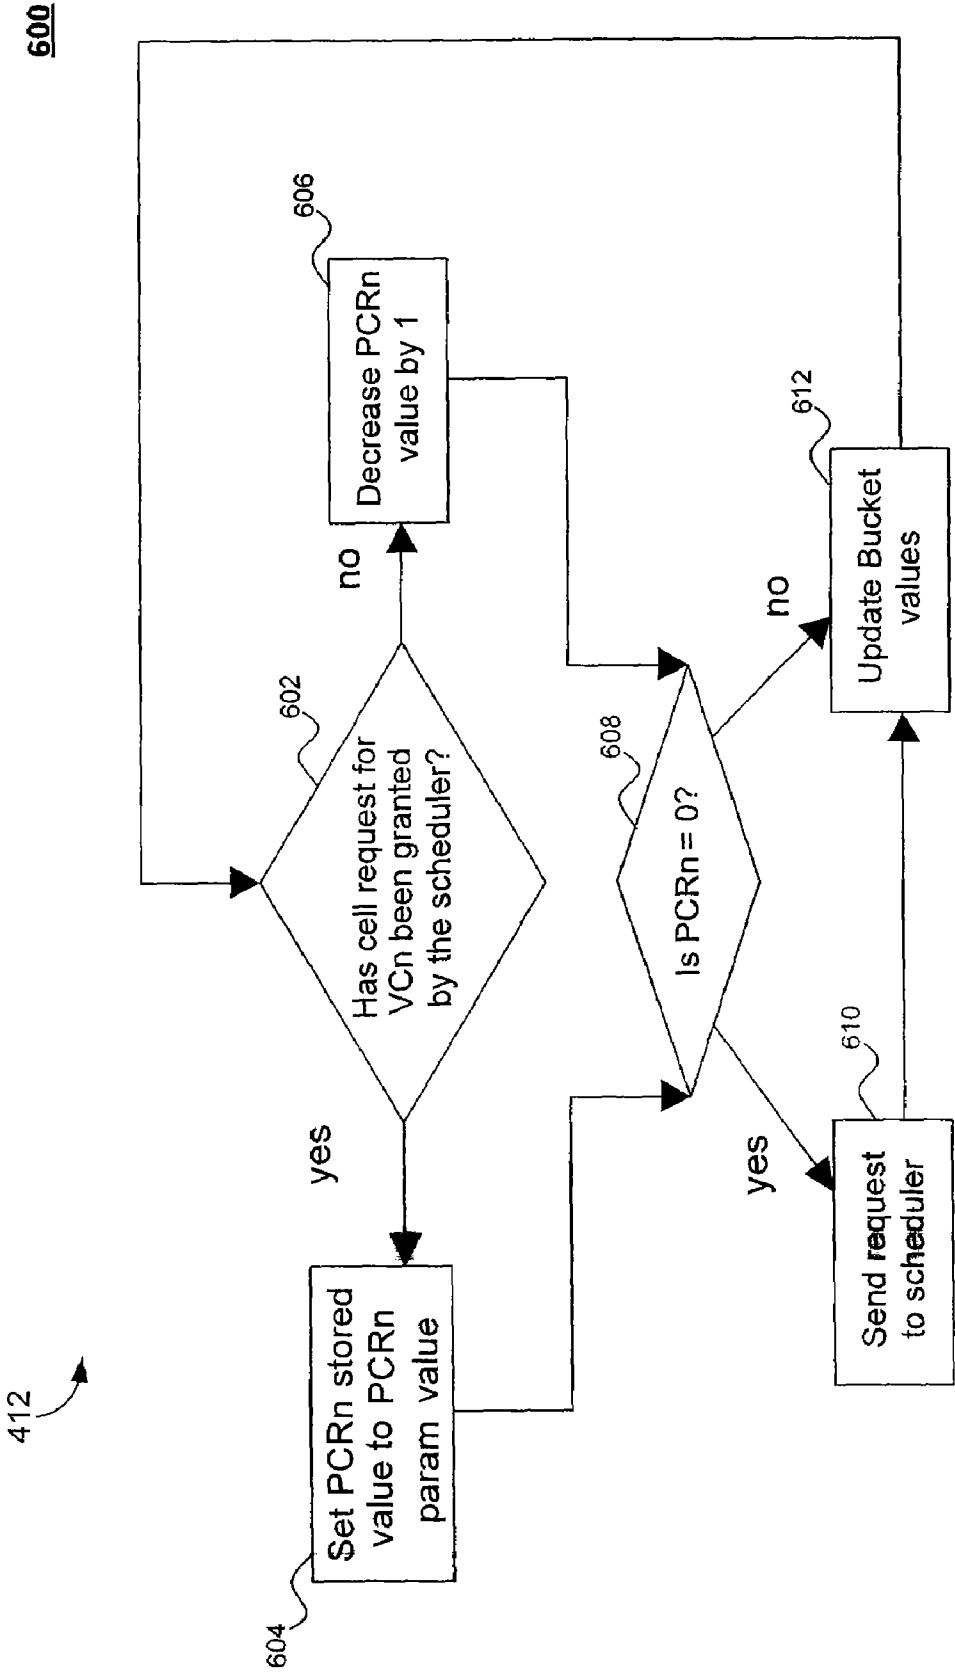 600
412
602
Has cell request for
VCn been granted
by the scheduler?
yes
no
604
Set PCRn stored
value to PCRn
param value
606
Decrease PCRn
value by 1
608
Is PCRn = 0?
yes
no
610
Send request
to scheduler
612
Update Bucket
values